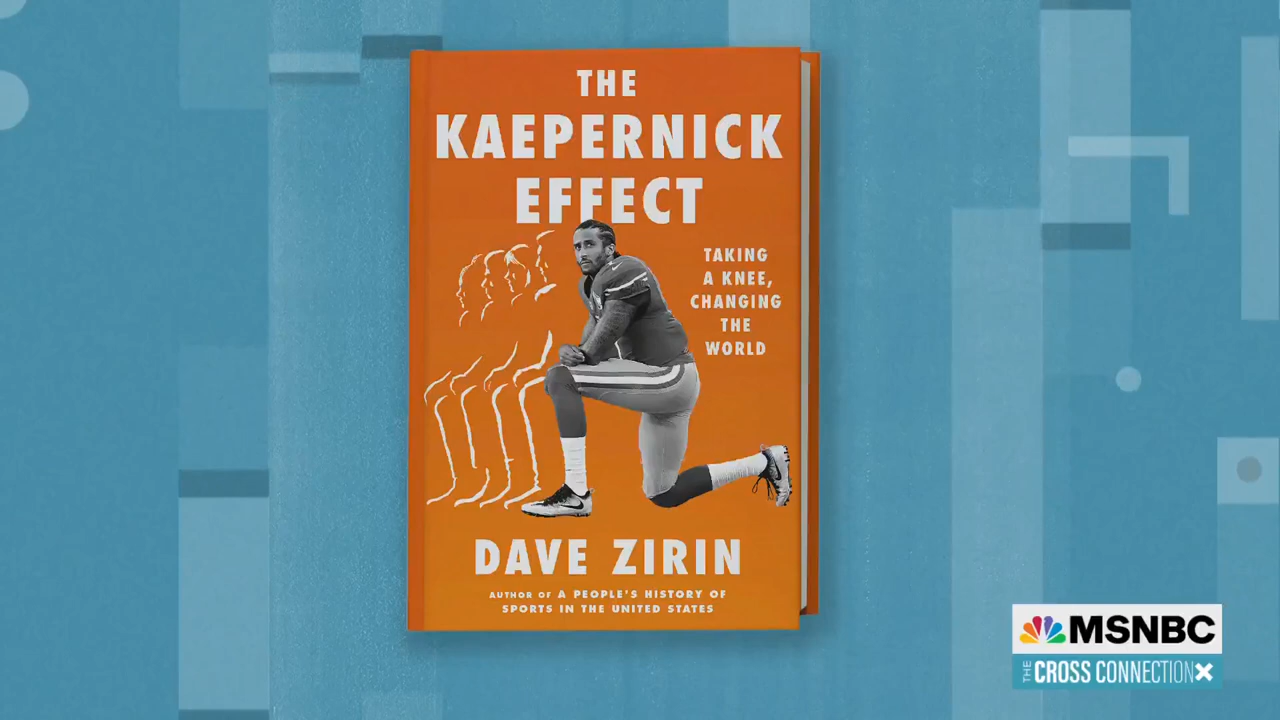 THE
KAEPERNICK
EFFECT
TAKING
A KNEE,
CHANGING
THE
WORLD
DAVE ZIRIN
AUTHOR OF A PEOPLE'S HISTORY OF
SPORTS IN THE UNITED STATES
MSNBC
THE CROSS CONNECTION